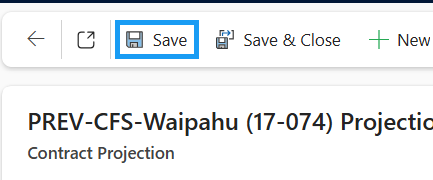 Save Save & Close New
PREV-CFS-Waipahu (17-074) Projectio
Contract Projection